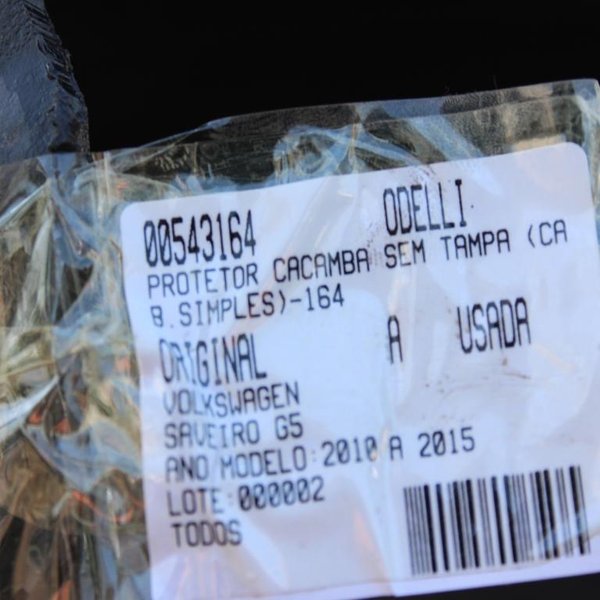 00543164 ODELLI
PROTETOR CACAMBA SEM TAMPA (CA
B.SIMPLES)-164
ORIGINAL A USADA
VOLKSWAGEN
SAVEIRO G5
ANO/MODELO:2010 A 2015
LOTE:000002
TODOS